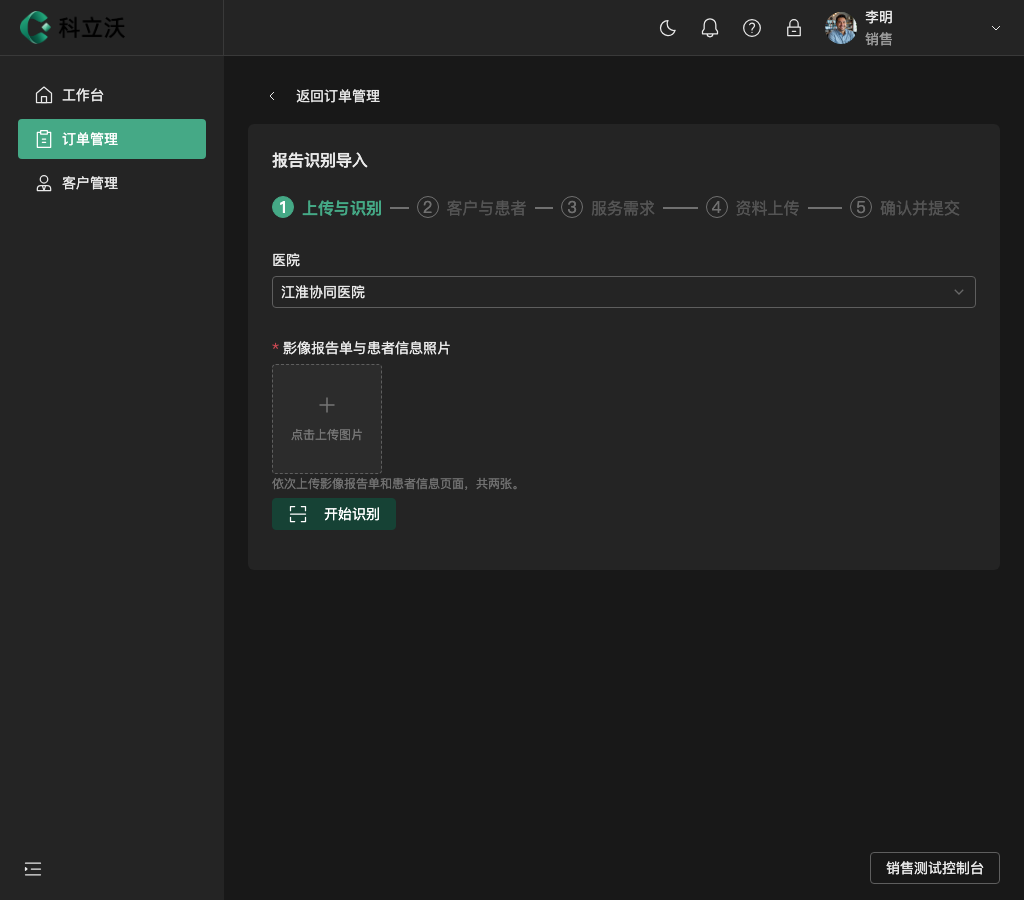 科立沃
李明
销售
工作台
订单管理
客户管理
返回订单管理
报告识别导入
1 上传与识别 2 客户与患者 3 服务需求 4 资料上传 5 确认并提交
医院
江淮协同医院
* 影像报告单与患者信息照片
点击上传图片
依次上传影像报告单和患者信息页面，共两张。
开始识别
销售测试控制台